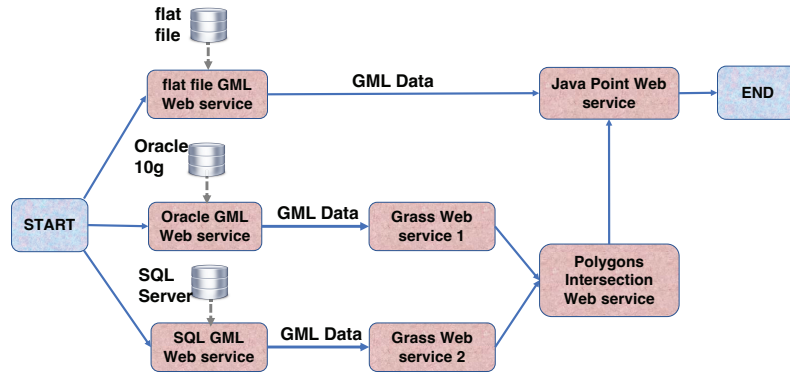 flat
file
flat file GML
Web service
GML Data
Java Point Web
service
END
Oracle
10g
START
Oracle GML
Web service
GML Data
Grass Web
service 1
Polygons
Intersection
Web service
SQL
Server
SQL GML
Web service
GML Data
Grass Web
service 2